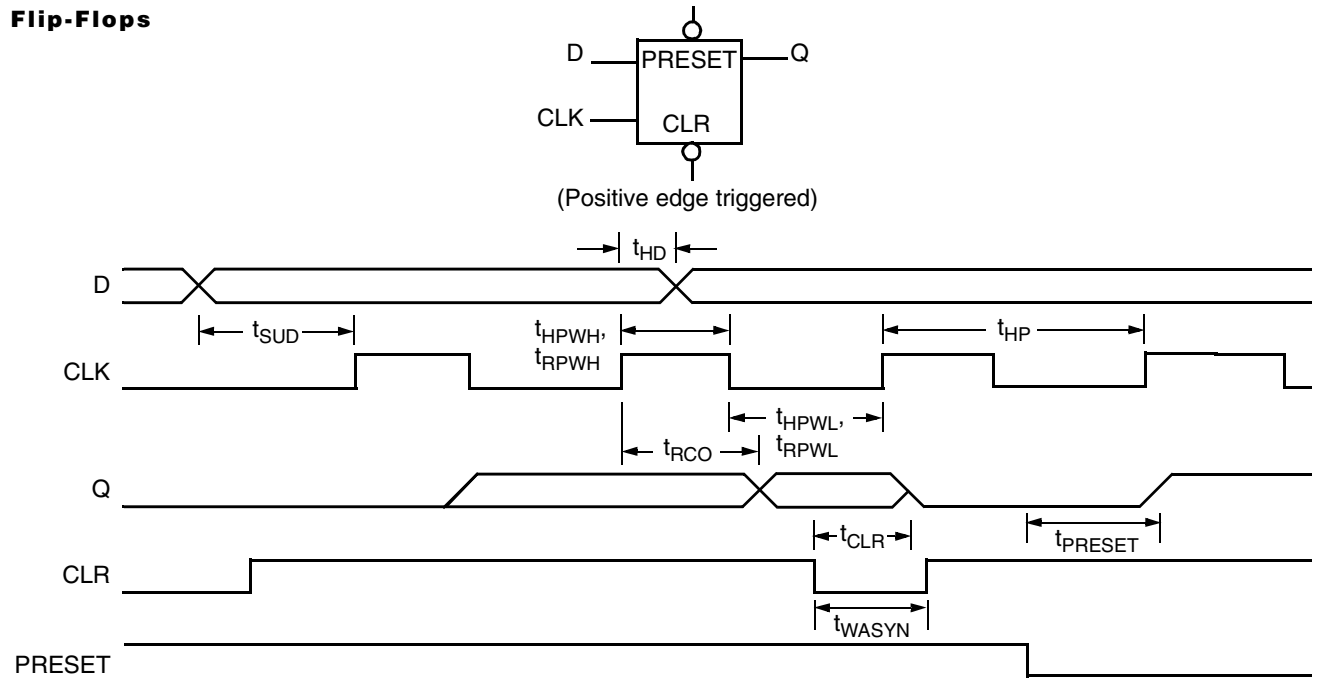 Flip-Flops
D
PRESET
Q
CLK
CLR
(Positive edge triggered)
tHD
D
tSUD
tHPWH,
tRPWH
tHP
CLK
tHPWL,
tRPWL
tRCO
Q
tCLR
tPRESET
CLR
tWASYN
PRESET